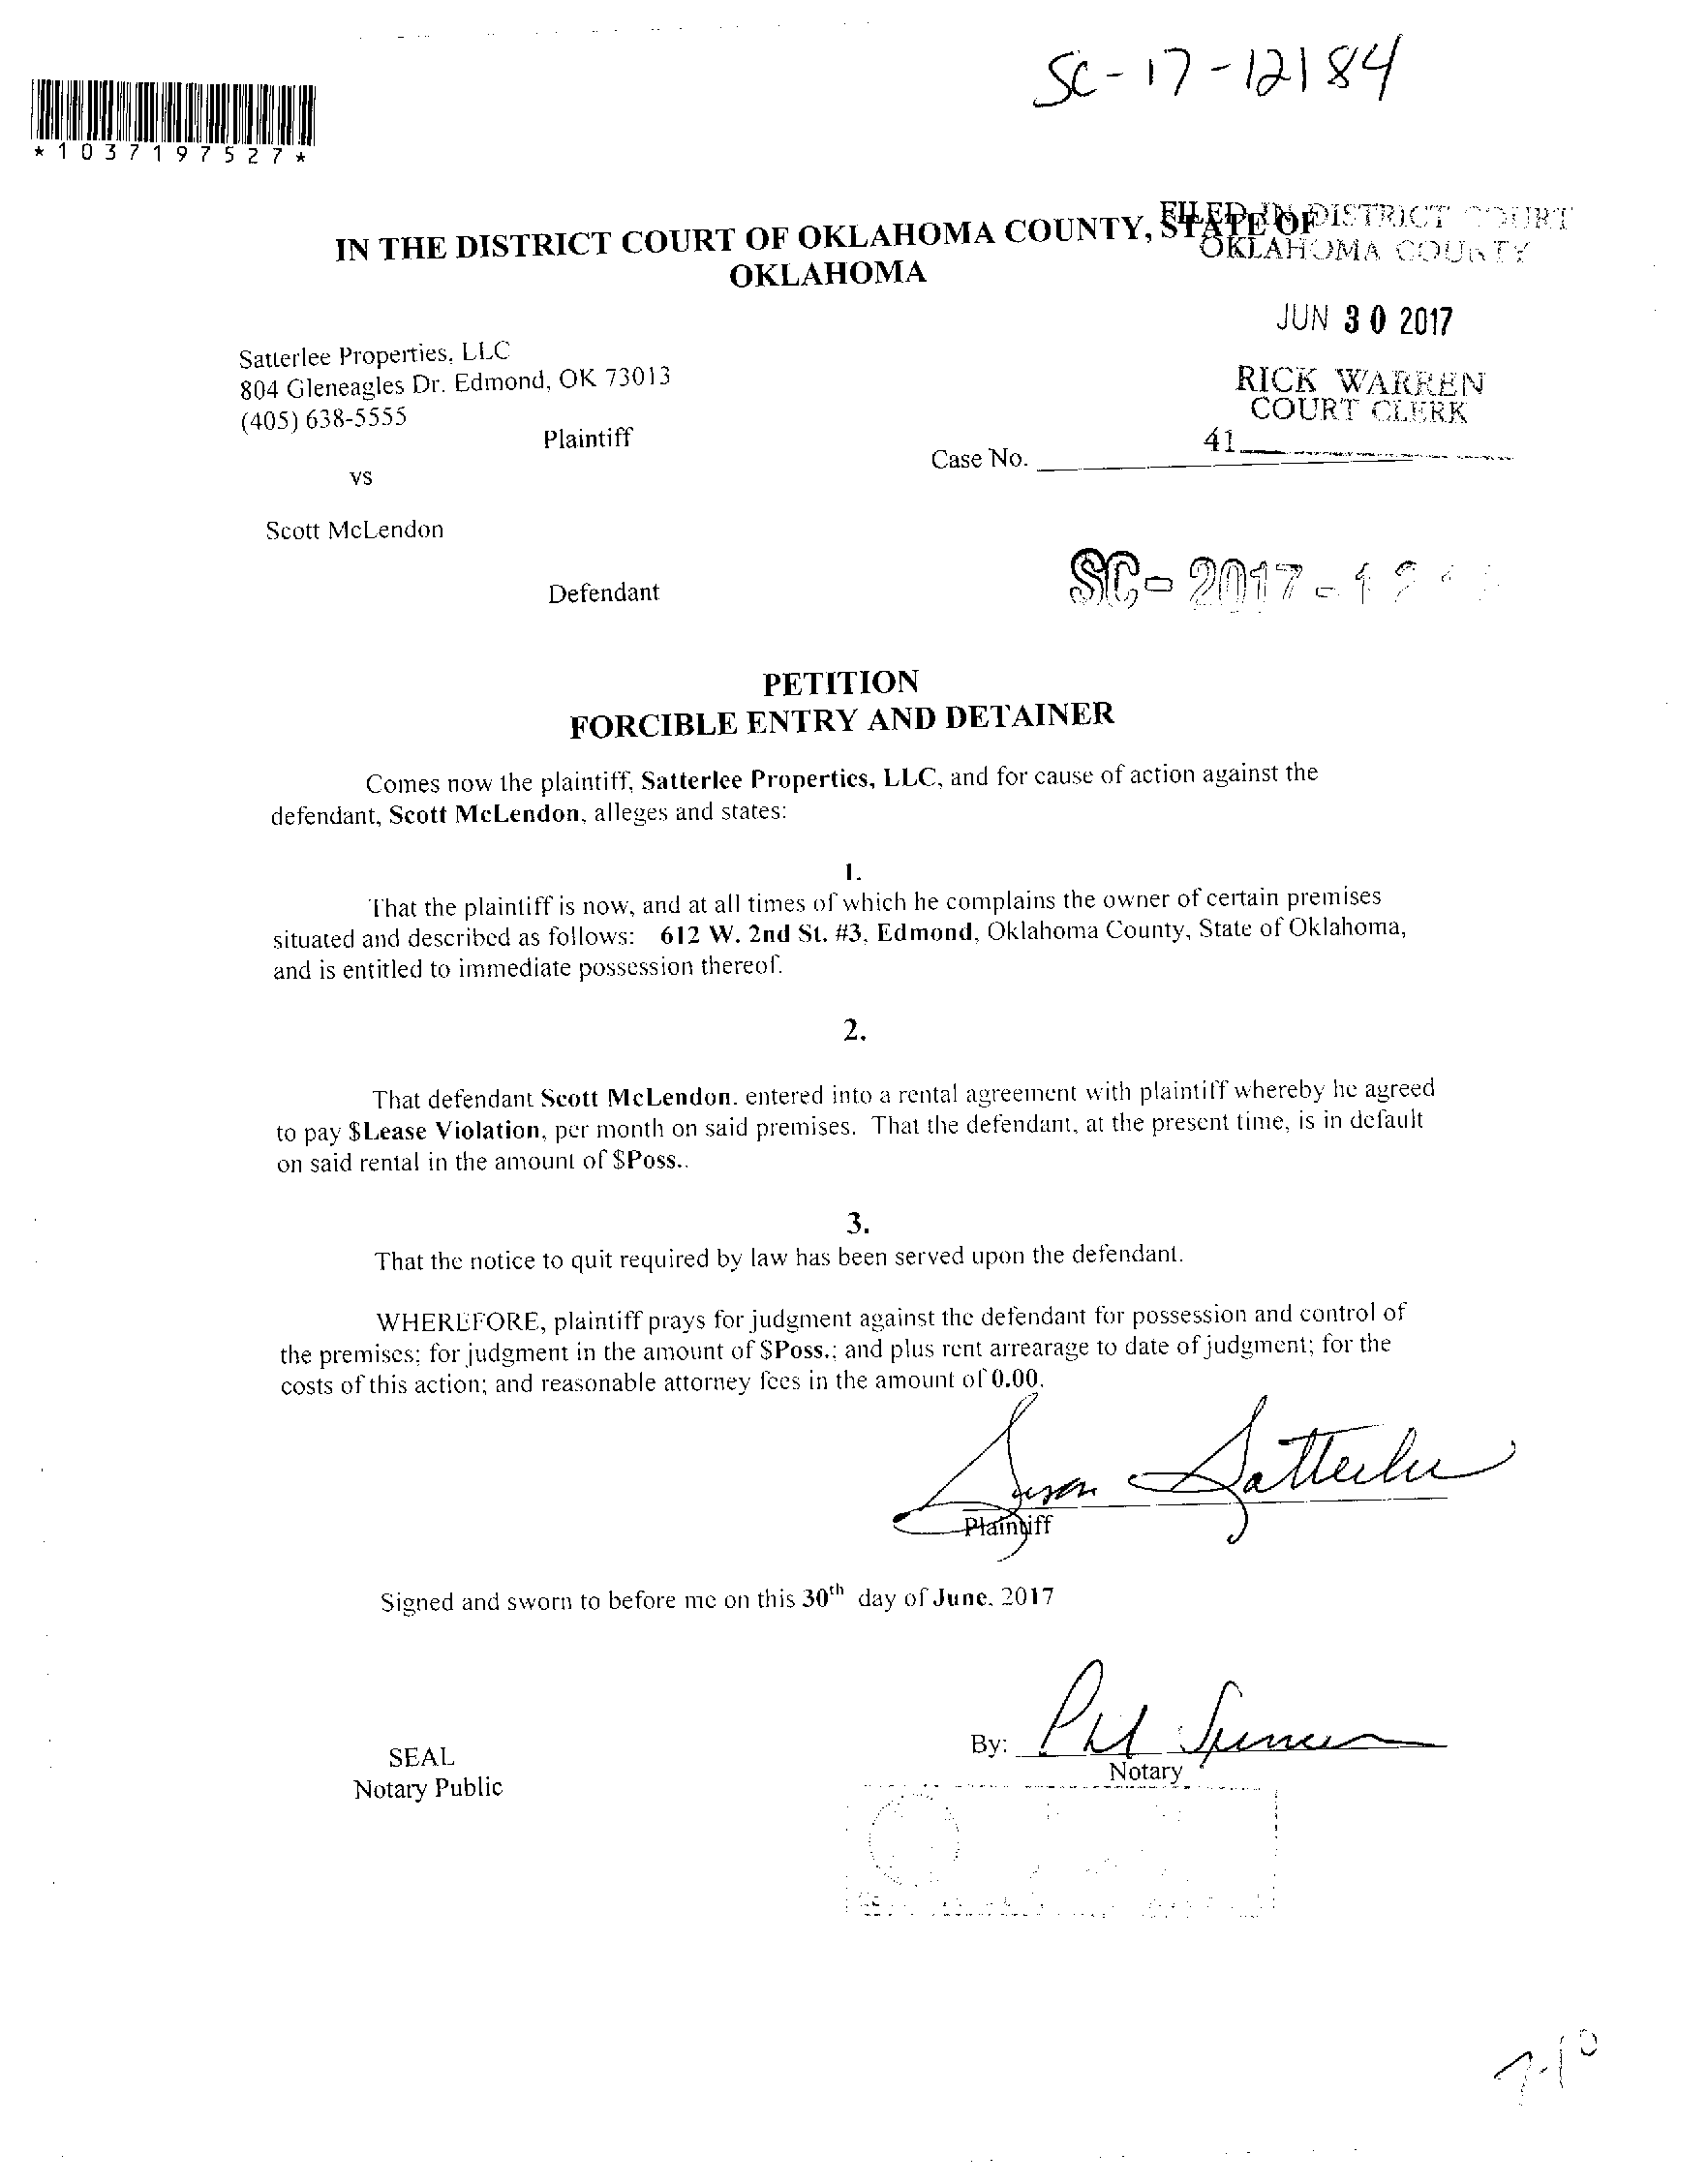 SC-17-12184
*1037197527*
FILED IN DISTRICT COURT
OKLAHOMA COUNTY
IN THE DISTRICT COURT OF OKLAHOMA COUNTY, STATE OF
OKLAHOMA
JUN 30 2017
Satterlee Properties, LLC
804 Gleneagles Dr. Edmond, OK 73013
(405) 638-5555
RICK WARREN
COURT CLERK
41
Plaintiff
Case No.
vs
Scott McLendon
Defendant
SC- 2017-12
PETITION
FORCIBLE ENTRY AND DETAINER
Comes now the plaintiff, Satterlee Properties, LLC, and for cause of action against the
defendant, Scott McLendon, alleges and states:
1.
That the plaintiff is now, and at all times of which he complains the owner of certain premises
situated and described as follows: 612 W. 2nd St. #3, Edmond, Oklahoma County, State of Oklahoma,
and is entitled to immediate possession thereof.
2.
That defendant Scott McLendon. entered into a rental agreement with plaintiff whereby he agreed
to pay $Lease Violation, per month on said premises. That the defendant, at the present time, is in default
on said rental in the amount of $Poss..
3.
That the notice to quit required by law has been served upon the defendant.
WHEREFORE, plaintiff prays for judgment against the defendant for possession and control of
the premises; for judgment in the amount of $Poss.; and plus rent arrearage to date of judgment; for the
costs of this action; and reasonable attorney fees in the amount of 0.00.
Susan Satterlee
Plaintiff
Signed and sworn to before me on this 30th day of June, 2017
By: Phil Spencer
Notary
SEAL
Notary Public
7-10